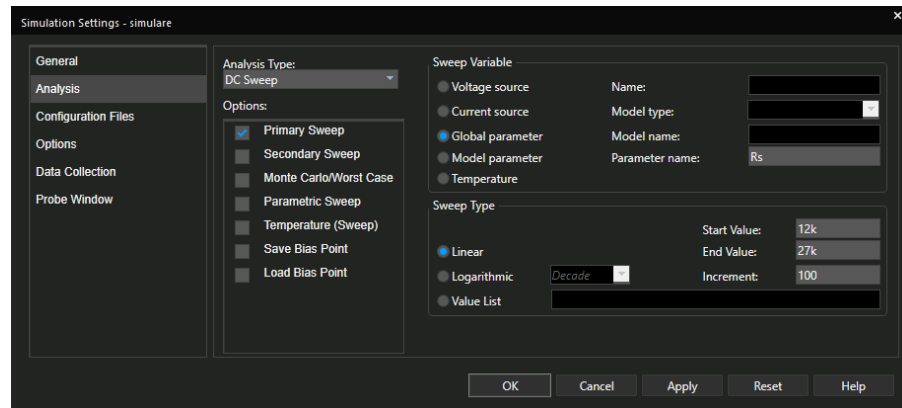 Simulation Settings - simulare
×
General
Analysis
Configuration Files
Options
Data Collection
Probe Window
Analysis Type:
DC Sweep
Options:
Primary Sweep
Secondary Sweep
Monte Carlo/Worst Case
Parametric Sweep
Temperature (Sweep)
Save Bias Point
Load Bias Point
Sweep Variable
Voltage source Name:
Current source Model type:
Global parameter Model name:
Model parameter Parameter name: Rs
Temperature
Sweep Type
Start Value: 12k
Linear End Value: 27k
Logarithmic Decade Increment: 100
Value List
OK Cancel Apply Reset Help